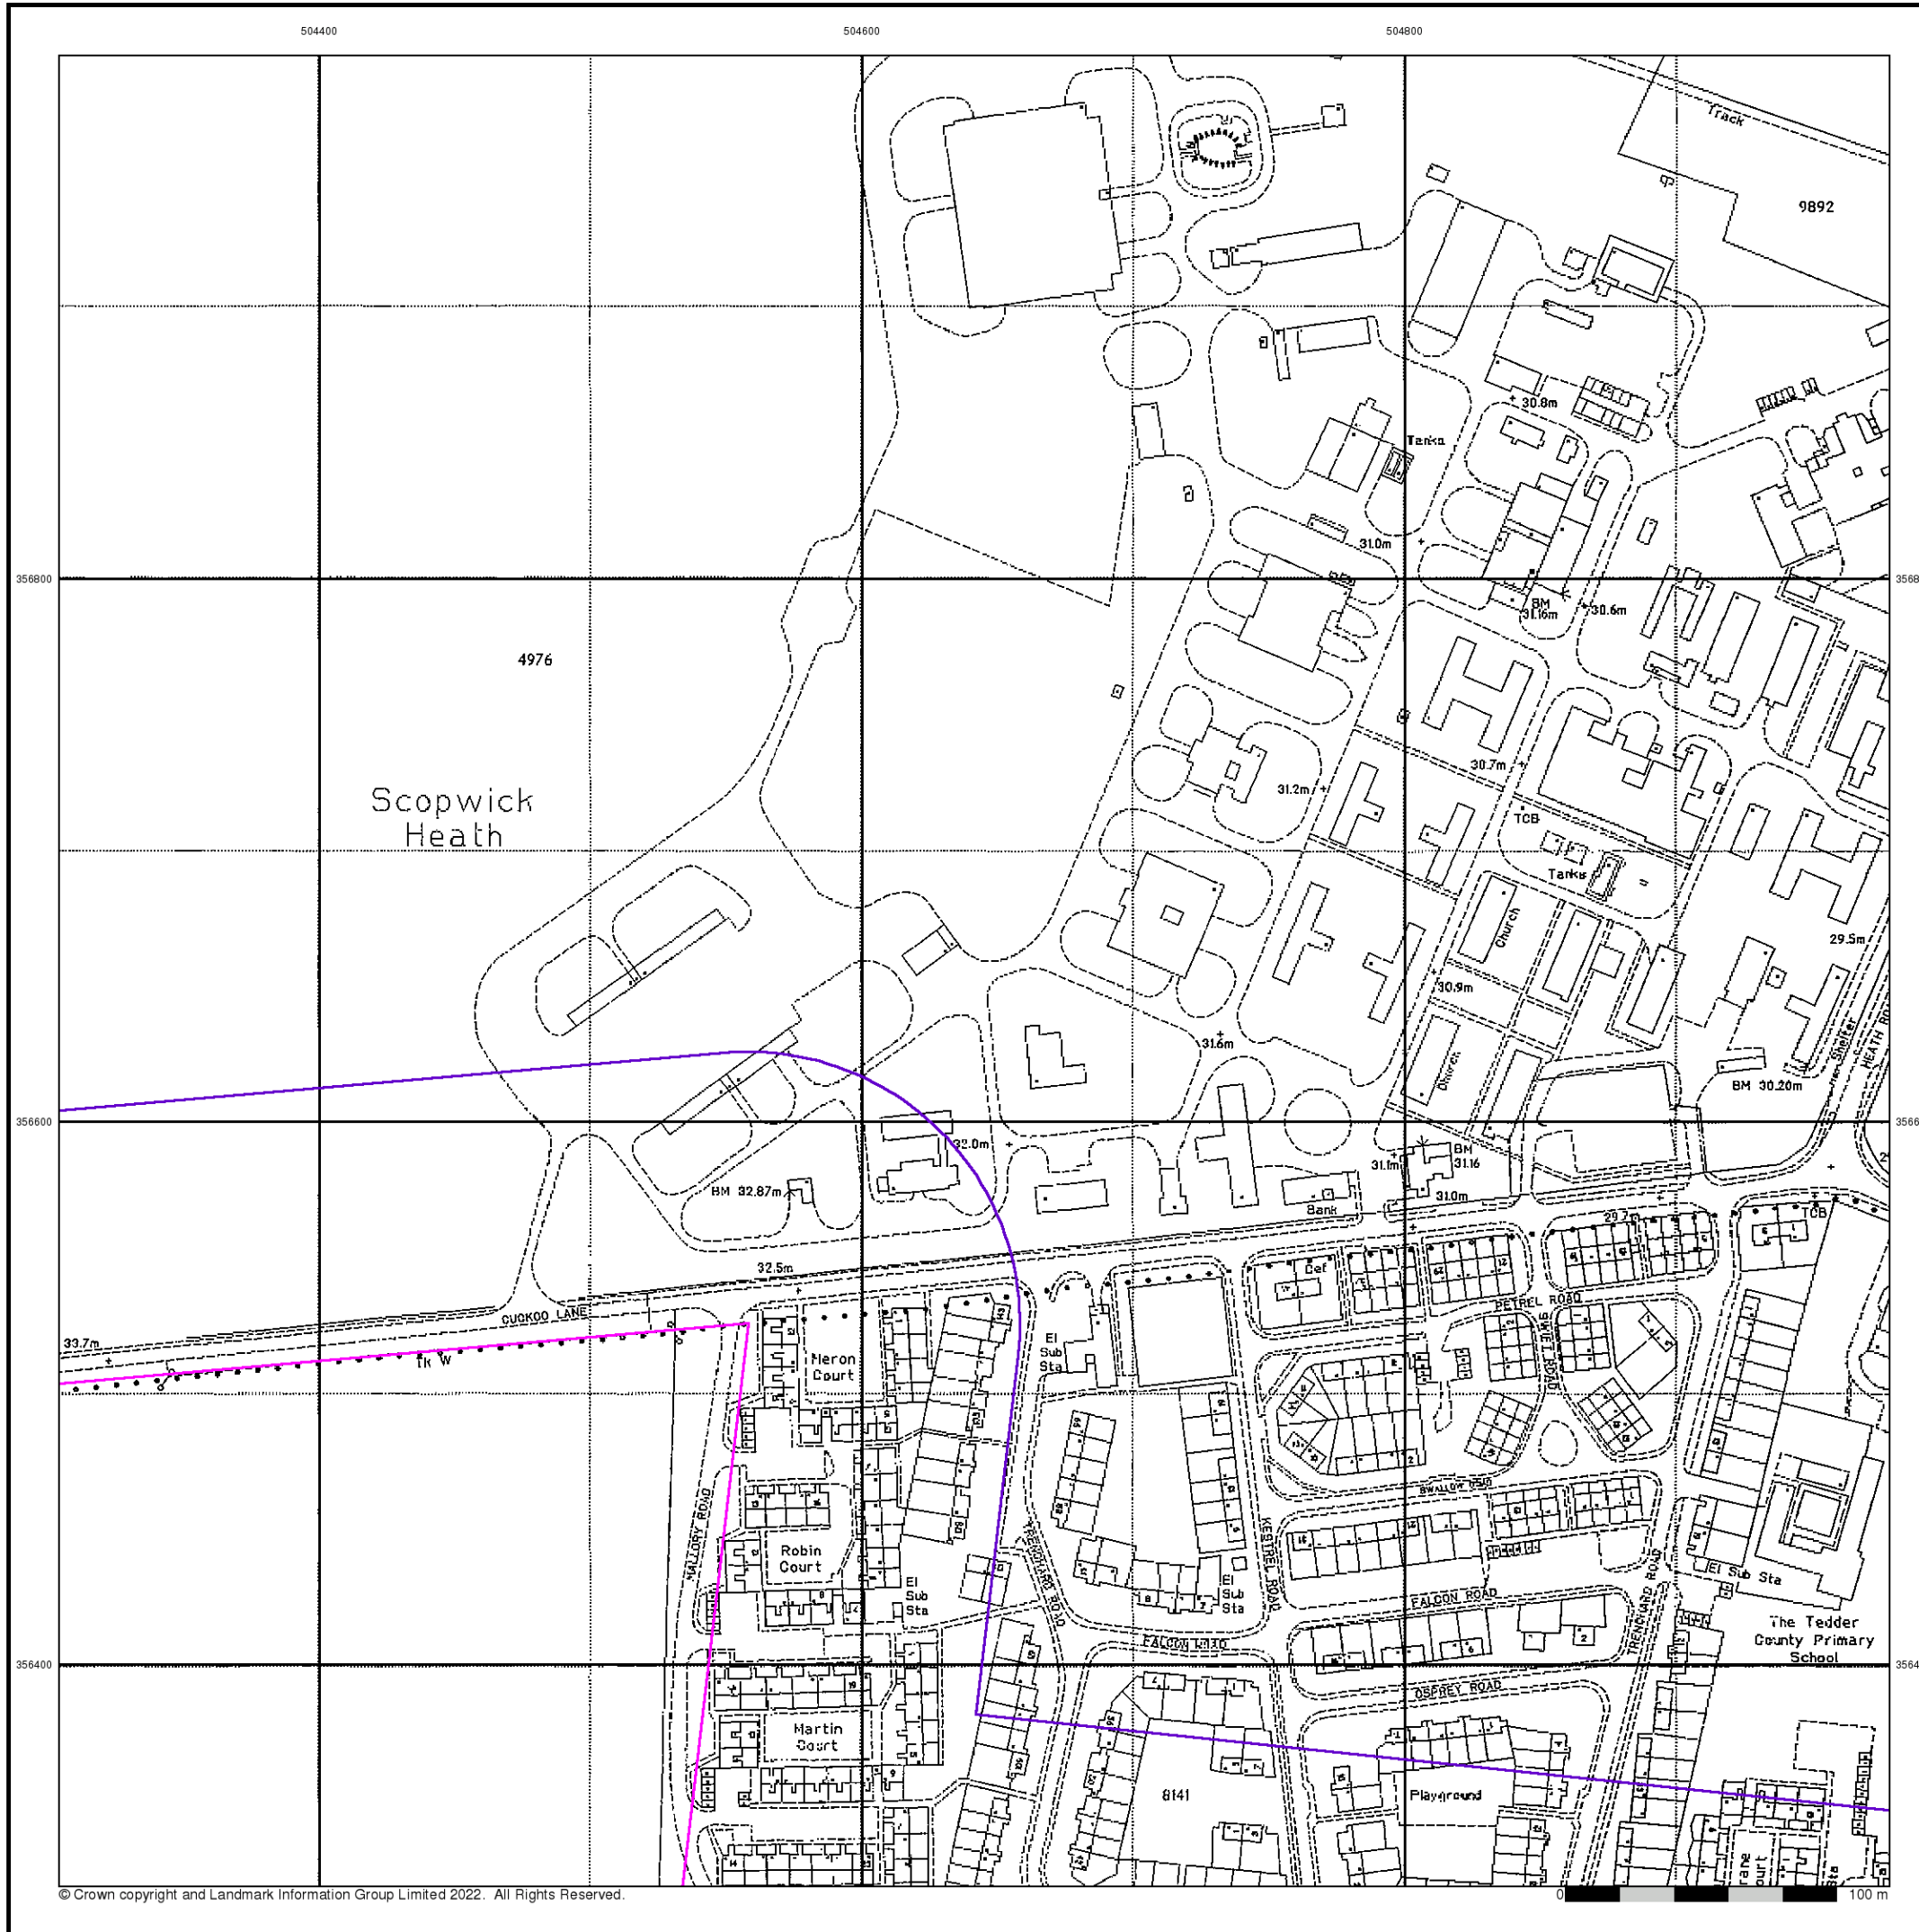 504400
504600
504800
Track
9892
30.8m
Tanks
31.0m
356800
BM
31.16m
30.6m
4976
30.7m
31.2m
Scopwick
Heath
TCB
Tanks
Church
29.5m
30.9m
31.6m
Shelter
Church
BM 30.20m
HEATH RO
356600
32.0m
BM
31.16
31.1m
BM 32.87m
31.0m
Bank
TCB
32.5m
CUCKOO LANE
PETREL ROAD
SWIFT ROAD
33.7m
El
Sub
Sta
Heron
Court
Tk W
MALLORY ROAD
TRENCHARD ROAD
KESTREL ROAD
Robin
Court
El
Sub
Sta
El
Sub
Sta
FALCON ROAD
El Sub Sta
TRENCHARD ROAD
The Tedder
County Primary
School
FALCON ROAD
356400
OSPREY ROAD
Martin
Court
8141
Playground
© Crown copyright and Landmark Information Group Limited 2022. All Rights Reserved.
0
100 m